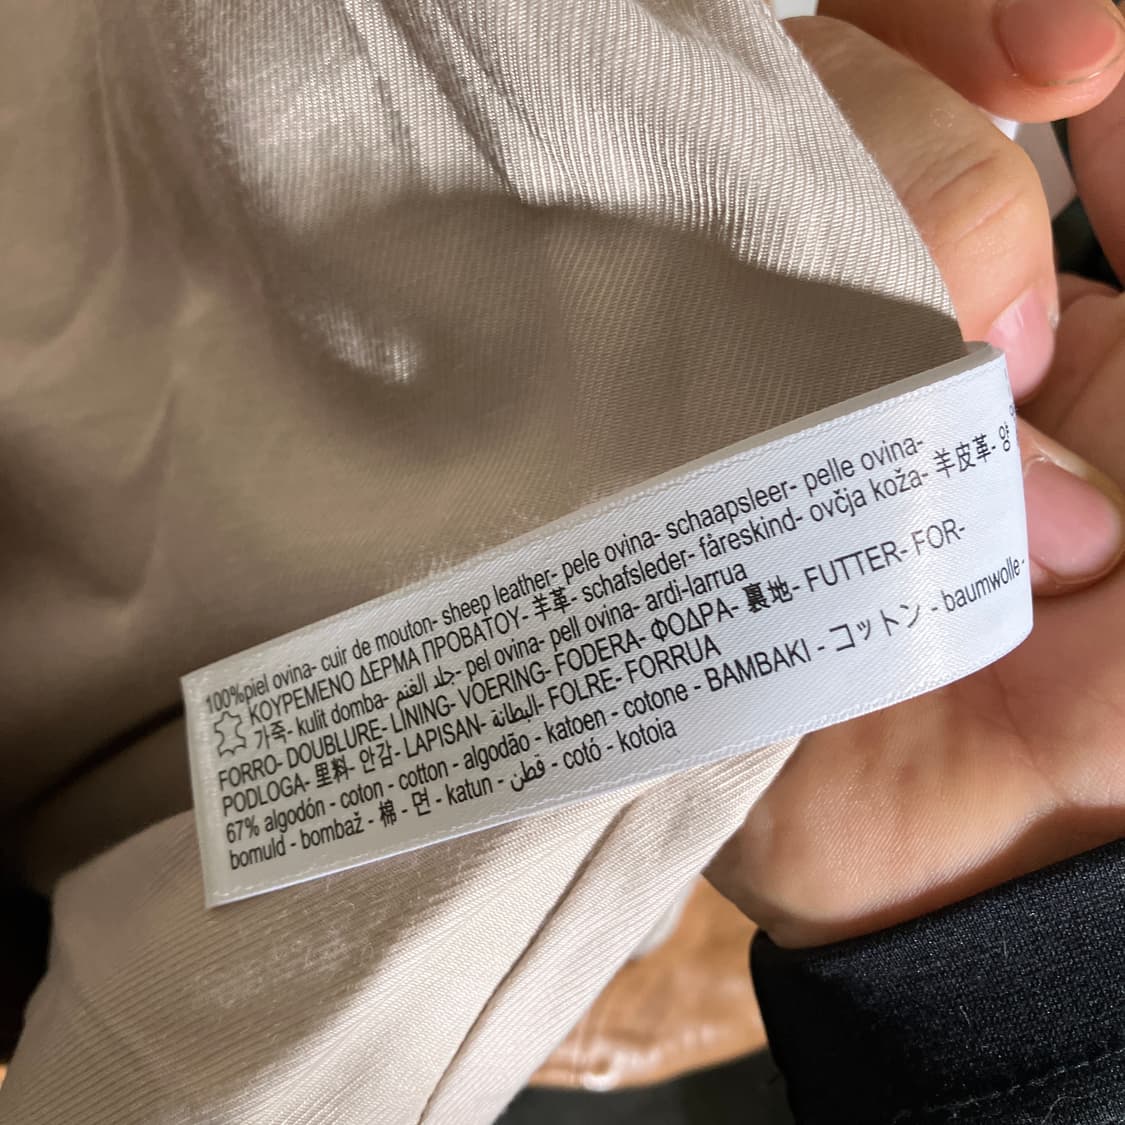 100%piel ovina- cuir de mouton- sheep leather- pele ovina- schaapsleer- pelle ovina-
ΚΟΥΡΕΜΕΝΟ ΔΕΡΜΑ ΠΡΟΒΑΤΟΥ- 羊革- schafsleder- fåreskind- ovčja koža- 羊皮革- 양
가죽- kulit domba- جلد الغنم- pel ovina- pell ovina- ardi-larrua
FORRO- DOUBLURE- LINING- VOERING- FODERA- ΦΟΔΡΑ- 裏地- FUTTER- FOR-
PODLOGA- 里料- 안감- LAPISAN- البطانة- FOLRE- FORRUA
67% algodón - coton - cotton - algodão - katoen - cotone - BAMBAKI - コットン - baumwolle -
bomuld - bombaž - 棉 - 면 - katun - قطن - cotó - kotoia